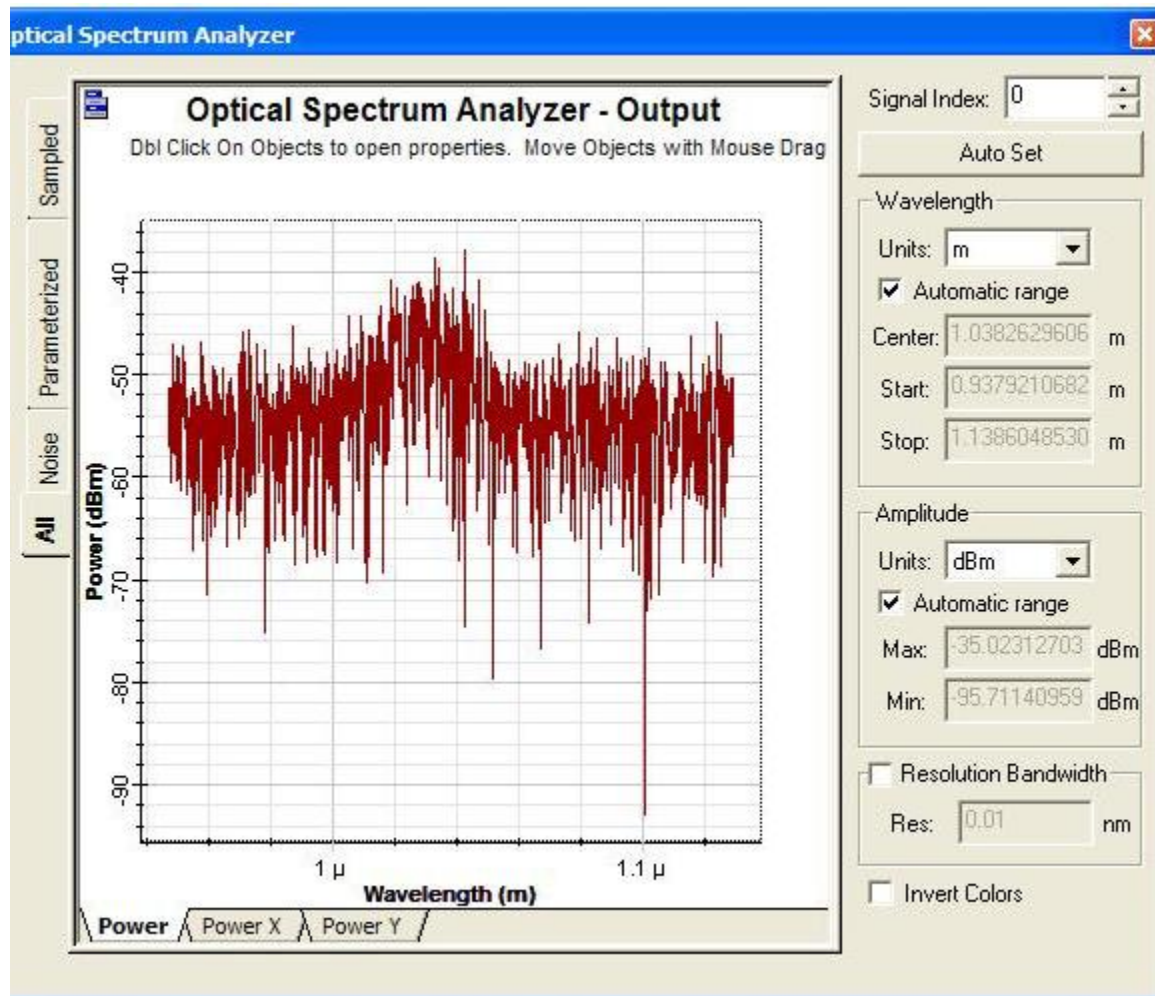 ptical Spectrum Analyzer
Sampled
Parameterized
Noise
All
Optical Spectrum Analyzer - Output
Dbl Click On Objects to open properties. Move Objects with Mouse Drag
Power (dBm)
-40
-50
-60
-70
-80
-90
1 µ
1.1 µ
Wavelength (m)
Power
Power X
Power Y
Signal Index: 0
Auto Set
Wavelength
Units: m
Automatic range
Center: 1.0382629606 m
Start: 0.9379210682 m
Stop: 1.1386048530 m
Amplitude
Units: dBm
Automatic range
Max: -35.02312703 dBm
Min: -95.71140959 dBm
Resolution Bandwidth
Res: 0.01 nm
Invert Colors